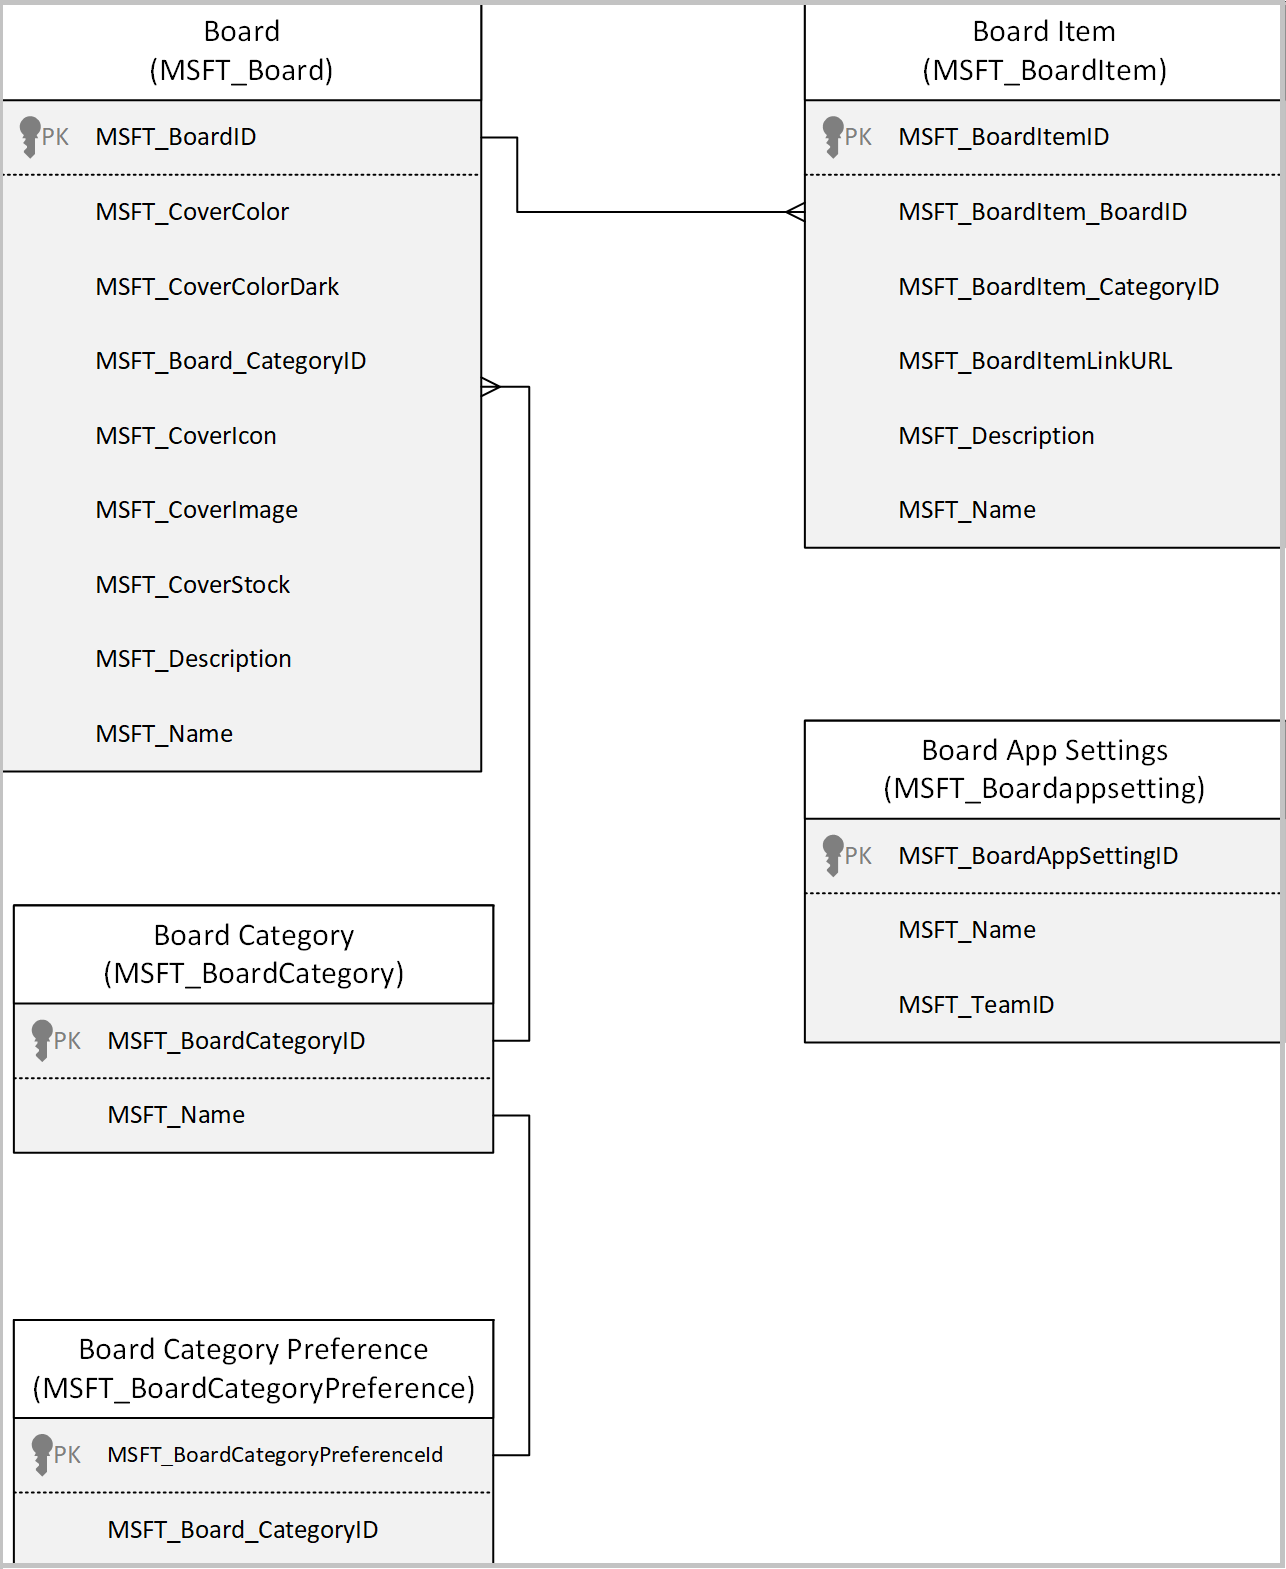 Board
(MSFT_Board)
PK MSFT_BoardID
MSFT_CoverColor
MSFT_CoverColorDark
MSFT_Board_CategoryID
MSFT_CoverIcon
MSFT_CoverImage
MSFT_CoverStock
MSFT_Description
MSFT_Name
Board Item
(MSFT_BoardItem)
PK MSFT_BoardItemID
MSFT_BoardItem_BoardID
MSFT_BoardItem_CategoryID
MSFT_BoardItemLinkURL
MSFT_Description
MSFT_Name
Board App Settings
(MSFT_Boardappsetting)
PK MSFT_BoardAppSettingID
MSFT_Name
MSFT_TeamID
Board Category
(MSFT_BoardCategory)
PK MSFT_BoardCategoryID
MSFT_Name
Board Category Preference
(MSFT_BoardCategoryPreference)
PK MSFT_BoardCategoryPreferenceId
MSFT_Board_CategoryID